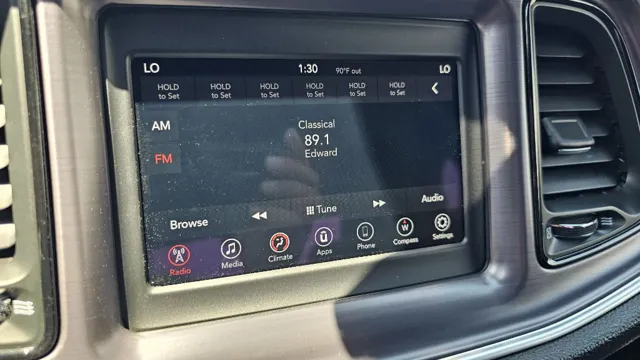 LO 1:30 90°F out LO
HOLD to Set HOLD to Set HOLD to Set HOLD to Set HOLD to Set HOLD to Set
AM
Classical
89.1
FM
Edward
Browse Tune Audio
Radio Media Climate Apps Phone W Compass Settings